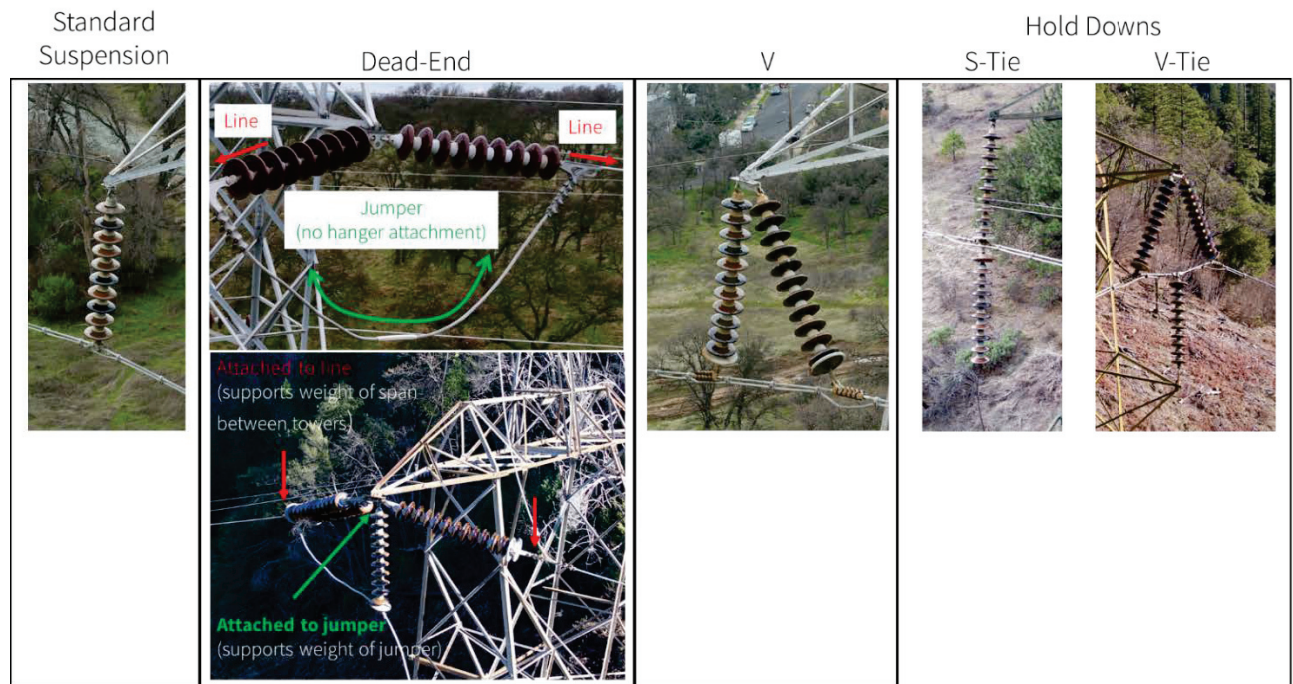 Standard
Suspension
Dead-End
V
Hold Downs
S-Tie
V-Tie
Line
Line
Jumper
(no hanger attachment)
Attached to line
(supports weight of span
between towers)
Attached to jumper
(supports weight of jumper)